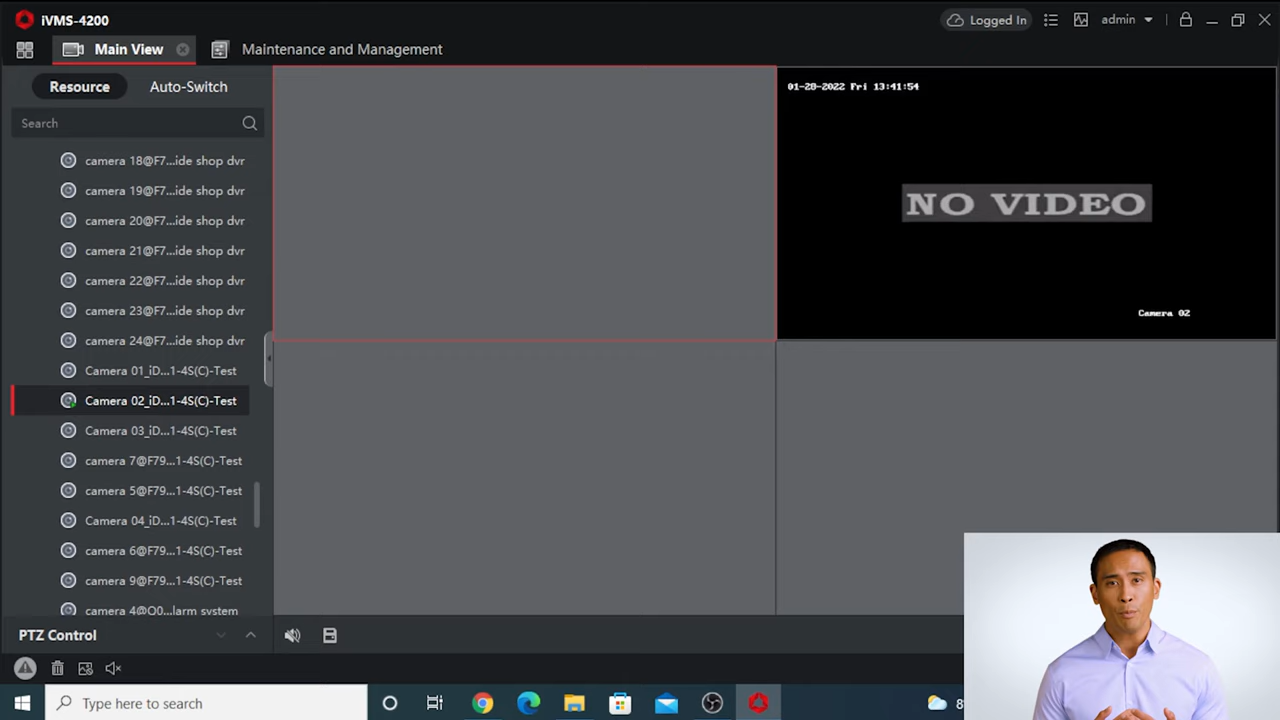 iVMS-4200
Logged In
admin
Main View
Maintenance and Management
Resource
Auto-Switch
Search
camera 18@F7...ide shop dvr
camera 19@F7...ide shop dvr
camera 20@F7...ide shop dvr
camera 21@F7...ide shop dvr
camera 22@F7...ide shop dvr
camera 23@F7...ide shop dvr
camera 24@F7...ide shop dvr
Camera 01_iD...1-4S(C)-Test
Camera 02_iD...1-4S(C)-Test
Camera 03_iD...1-4S(C)-Test
camera 7@F79...1-4S(C)-Test
camera 5@F79...1-4S(C)-Test
Camera 04_iD...1-4S(C)-Test
camera 6@F79...1-4S(C)-Test
camera 9@F79...1-4S(C)-Test
camera 4@Q0...larm system
PTZ Control
01-28-2022 Fri 13:41:54
NO VIDEO
Camera 02
Type here to search